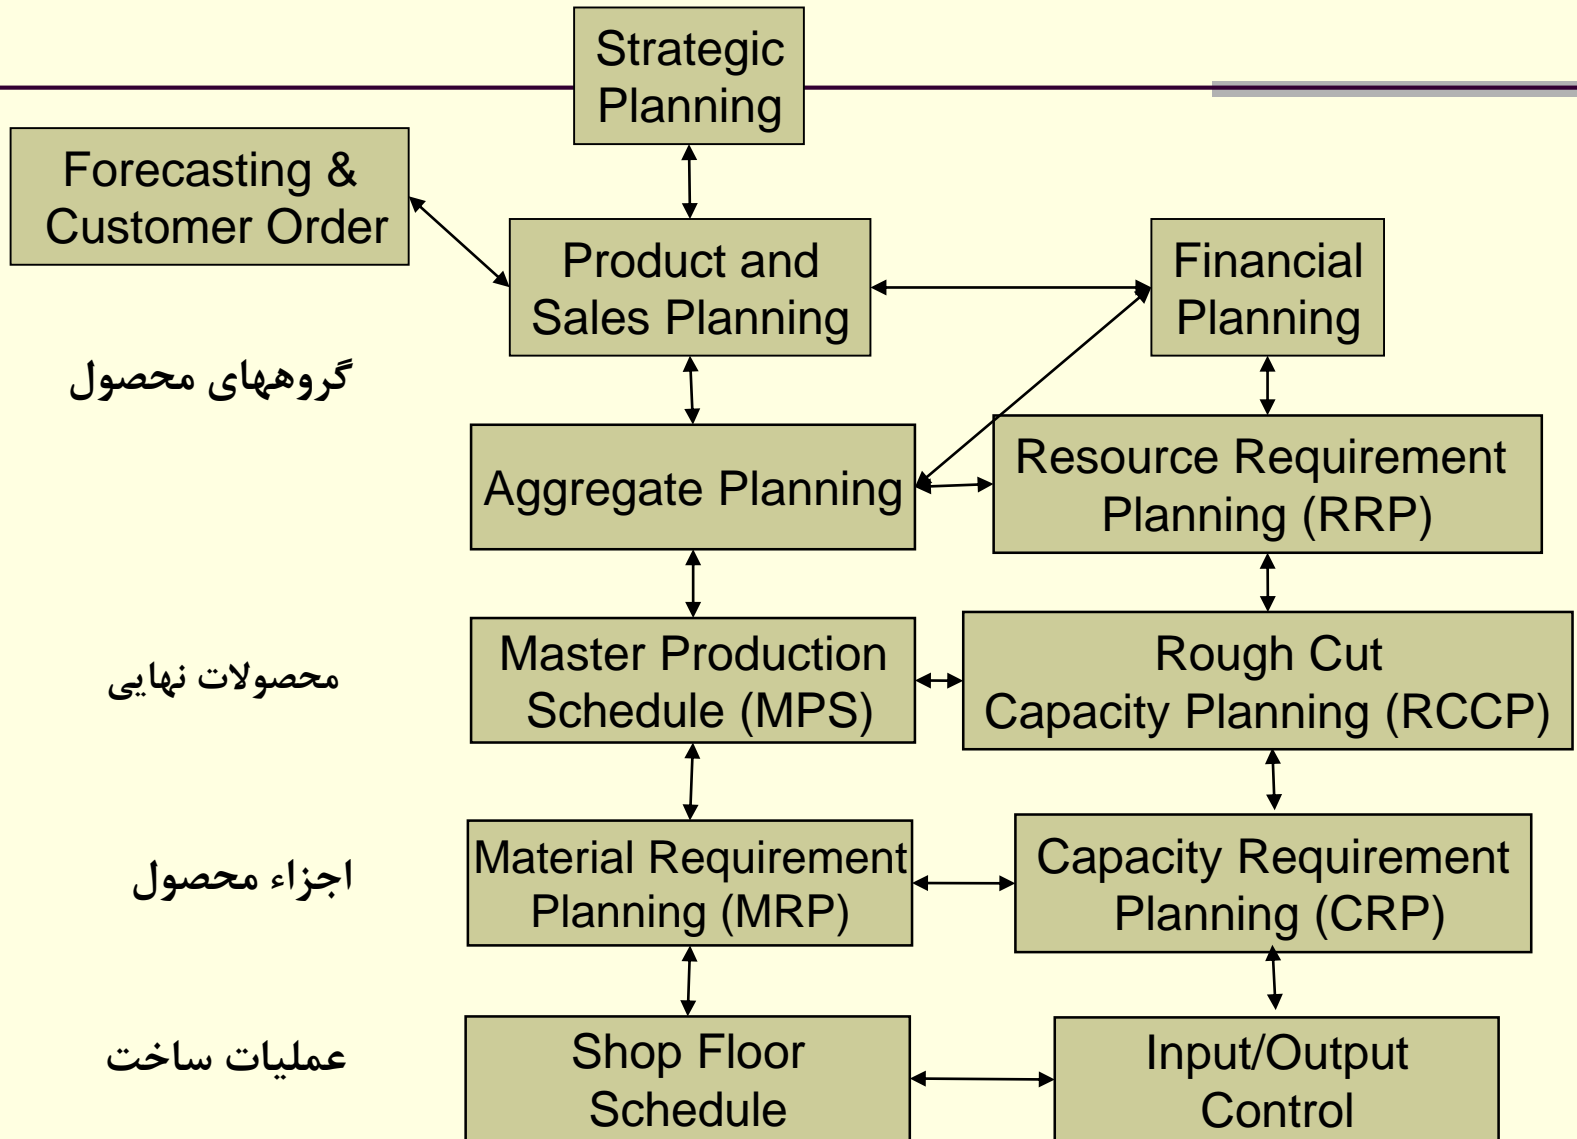 Strategic
Planning
Forecasting &
Customer Order
Product and
Sales Planning
Financial
Planning
گروههای محصول
Aggregate Planning
Resource Requirement
Planning (RRP)
محصولات نهایی
Master Production
Schedule (MPS)
Rough Cut
Capacity Planning (RCCP)
اجزاء محصول
Material Requirement
Planning (MRP)
Capacity Requirement
Planning (CRP)
عملیات ساخت
Shop Floor
Schedule
Input/Output
Control